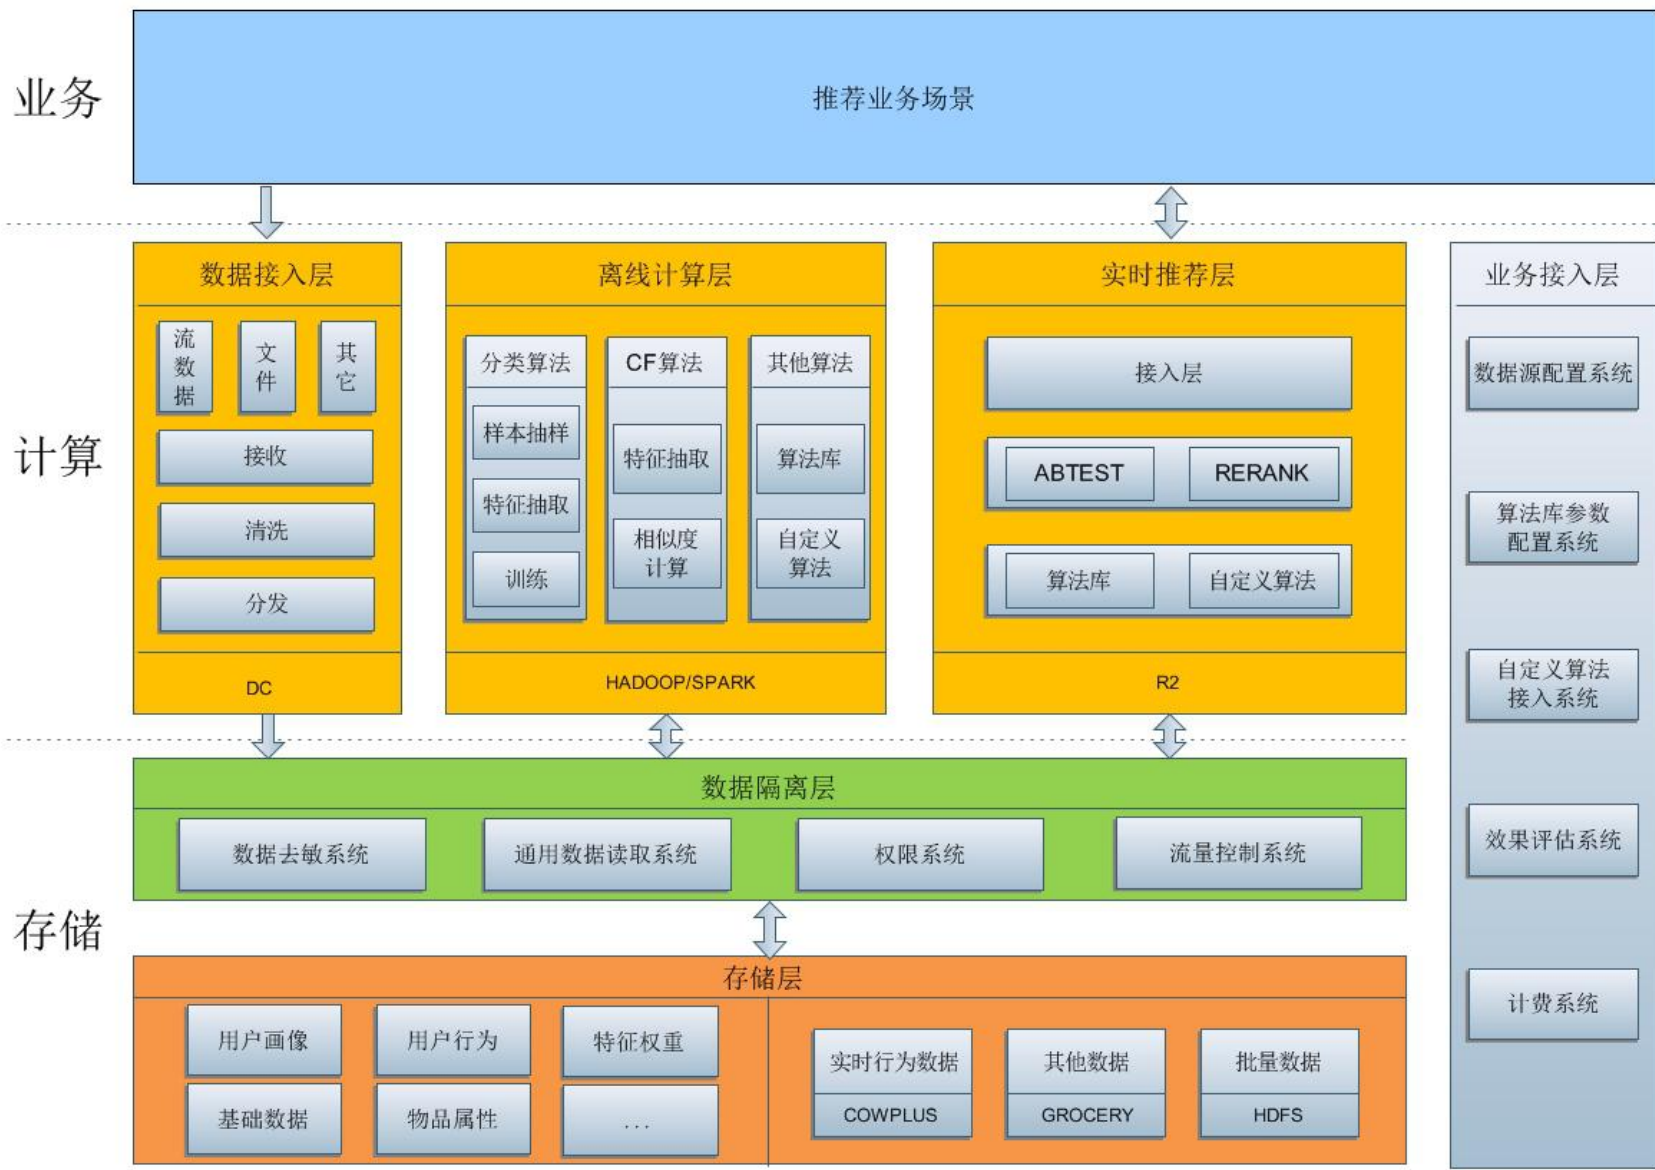 业务
推荐业务场景
计算
数据接入层
流
数
据
文
件
其
它
接收
清洗
分发
DC
离线计算层
分类算法
样本抽样
特征抽取
训练
CF算法
特征抽取
相似度
计算
其他算法
算法库
自定义
算法
HADOOP/SPARK
实时推荐层
接入层
ABTEST
RERANK
算法库
自定义算法
R2
业务接入层
数据源配置系统
算法库参数
配置系统
自定义算法
接入系统
效果评估系统
计费系统
存储
数据隔离层
数据去敏系统
通用数据读取系统
权限系统
流量控制系统
存储层
用户画像
用户行为
特征权重
基础数据
物品属性
...
实时行为数据
COWPLUS
其他数据
GROCERY
批量数据
HDFS